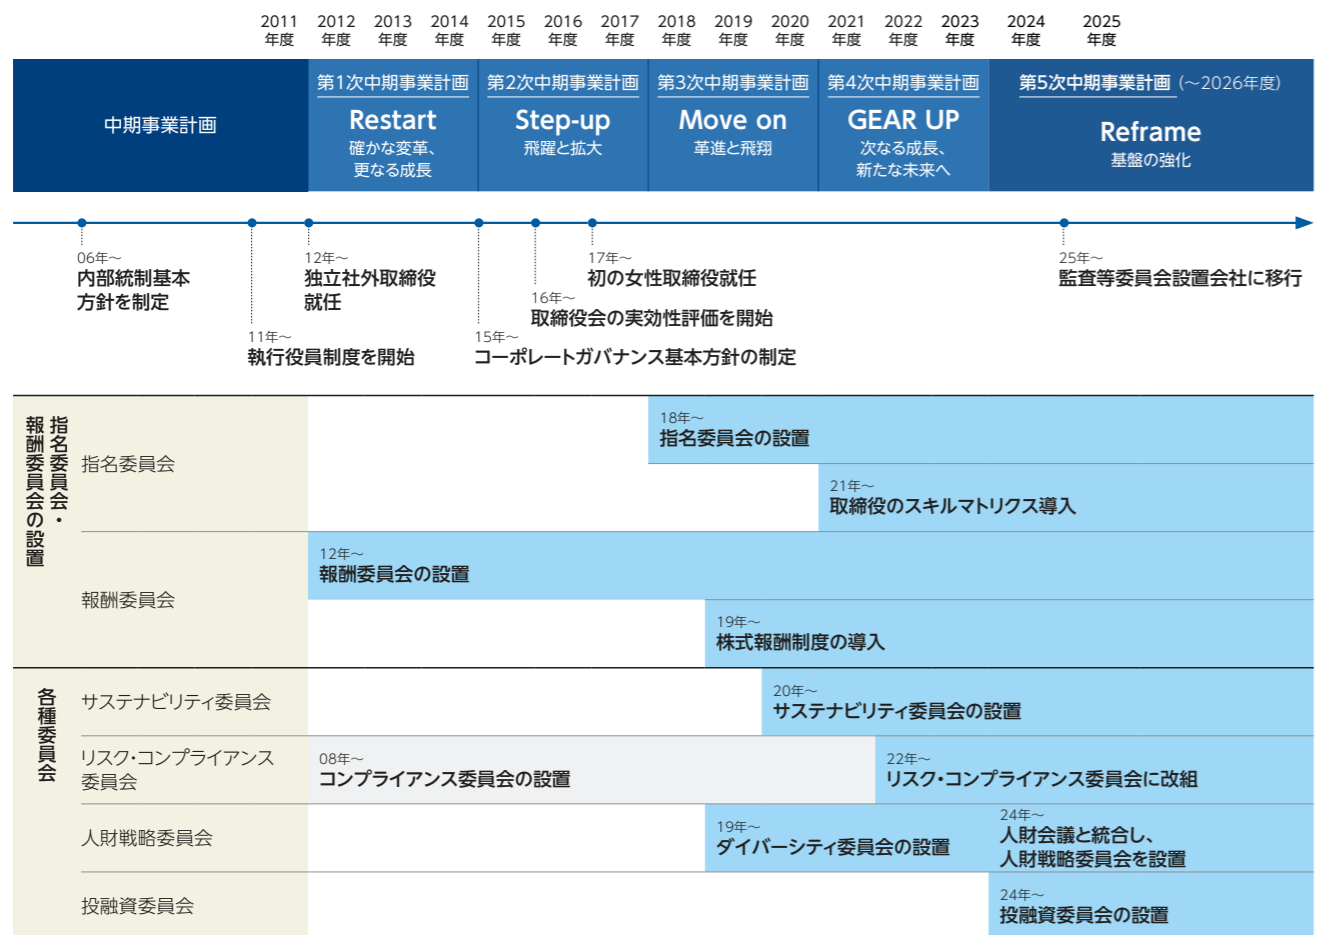 2011 2012 2013 2014 2015 2016 2017 2018 2019 2020 2021 2022 2023 2024 2025
年度 年度 年度 年度 年度 年度 年度 年度 年度 年度 年度 年度 年度 年度 年度
中期事業計画
第1次中期事業計画
Restart
確かな変革、
更なる成長
第2次中期事業計画
Step-up
飛躍と拡大
第3次中期事業計画
Move on
革進と飛翔
第4次中期事業計画
GEAR UP
次なる成長、
新たな未来へ
第5次中期事業計画(～2026年度)
Reframe
基盤の強化
06年～
内部統制基本
方針を制定
11年～
執行役員制度を開始
12年～
独立社外取締役
就任
15年～
コーポレートガバナンス基本方針の制定
16年～
取締役会の実効性評価を開始
17年～
初の女性取締役就任
25年～
監査等委員会設置会社に移行
指名委員会・
報酬委員会の設置
指名委員会
18年～
指名委員会の設置
21年～
取締役のスキルマトリクス導入
報酬委員会
12年～
報酬委員会の設置
19年～
株式報酬制度の導入
各種委員会
サステナビリティ委員会
20年～
サステナビリティ委員会の設置
リスク・コンプライアンス
委員会
08年～
コンプライアンス委員会の設置
22年～
リスク・コンプライアンス委員会に改組
人財戦略委員会
19年～
ダイバーシティ委員会の設置
24年～
人財会議と統合し、
人財戦略委員会を設置
投融資委員会
24年～
投融資委員会の設置